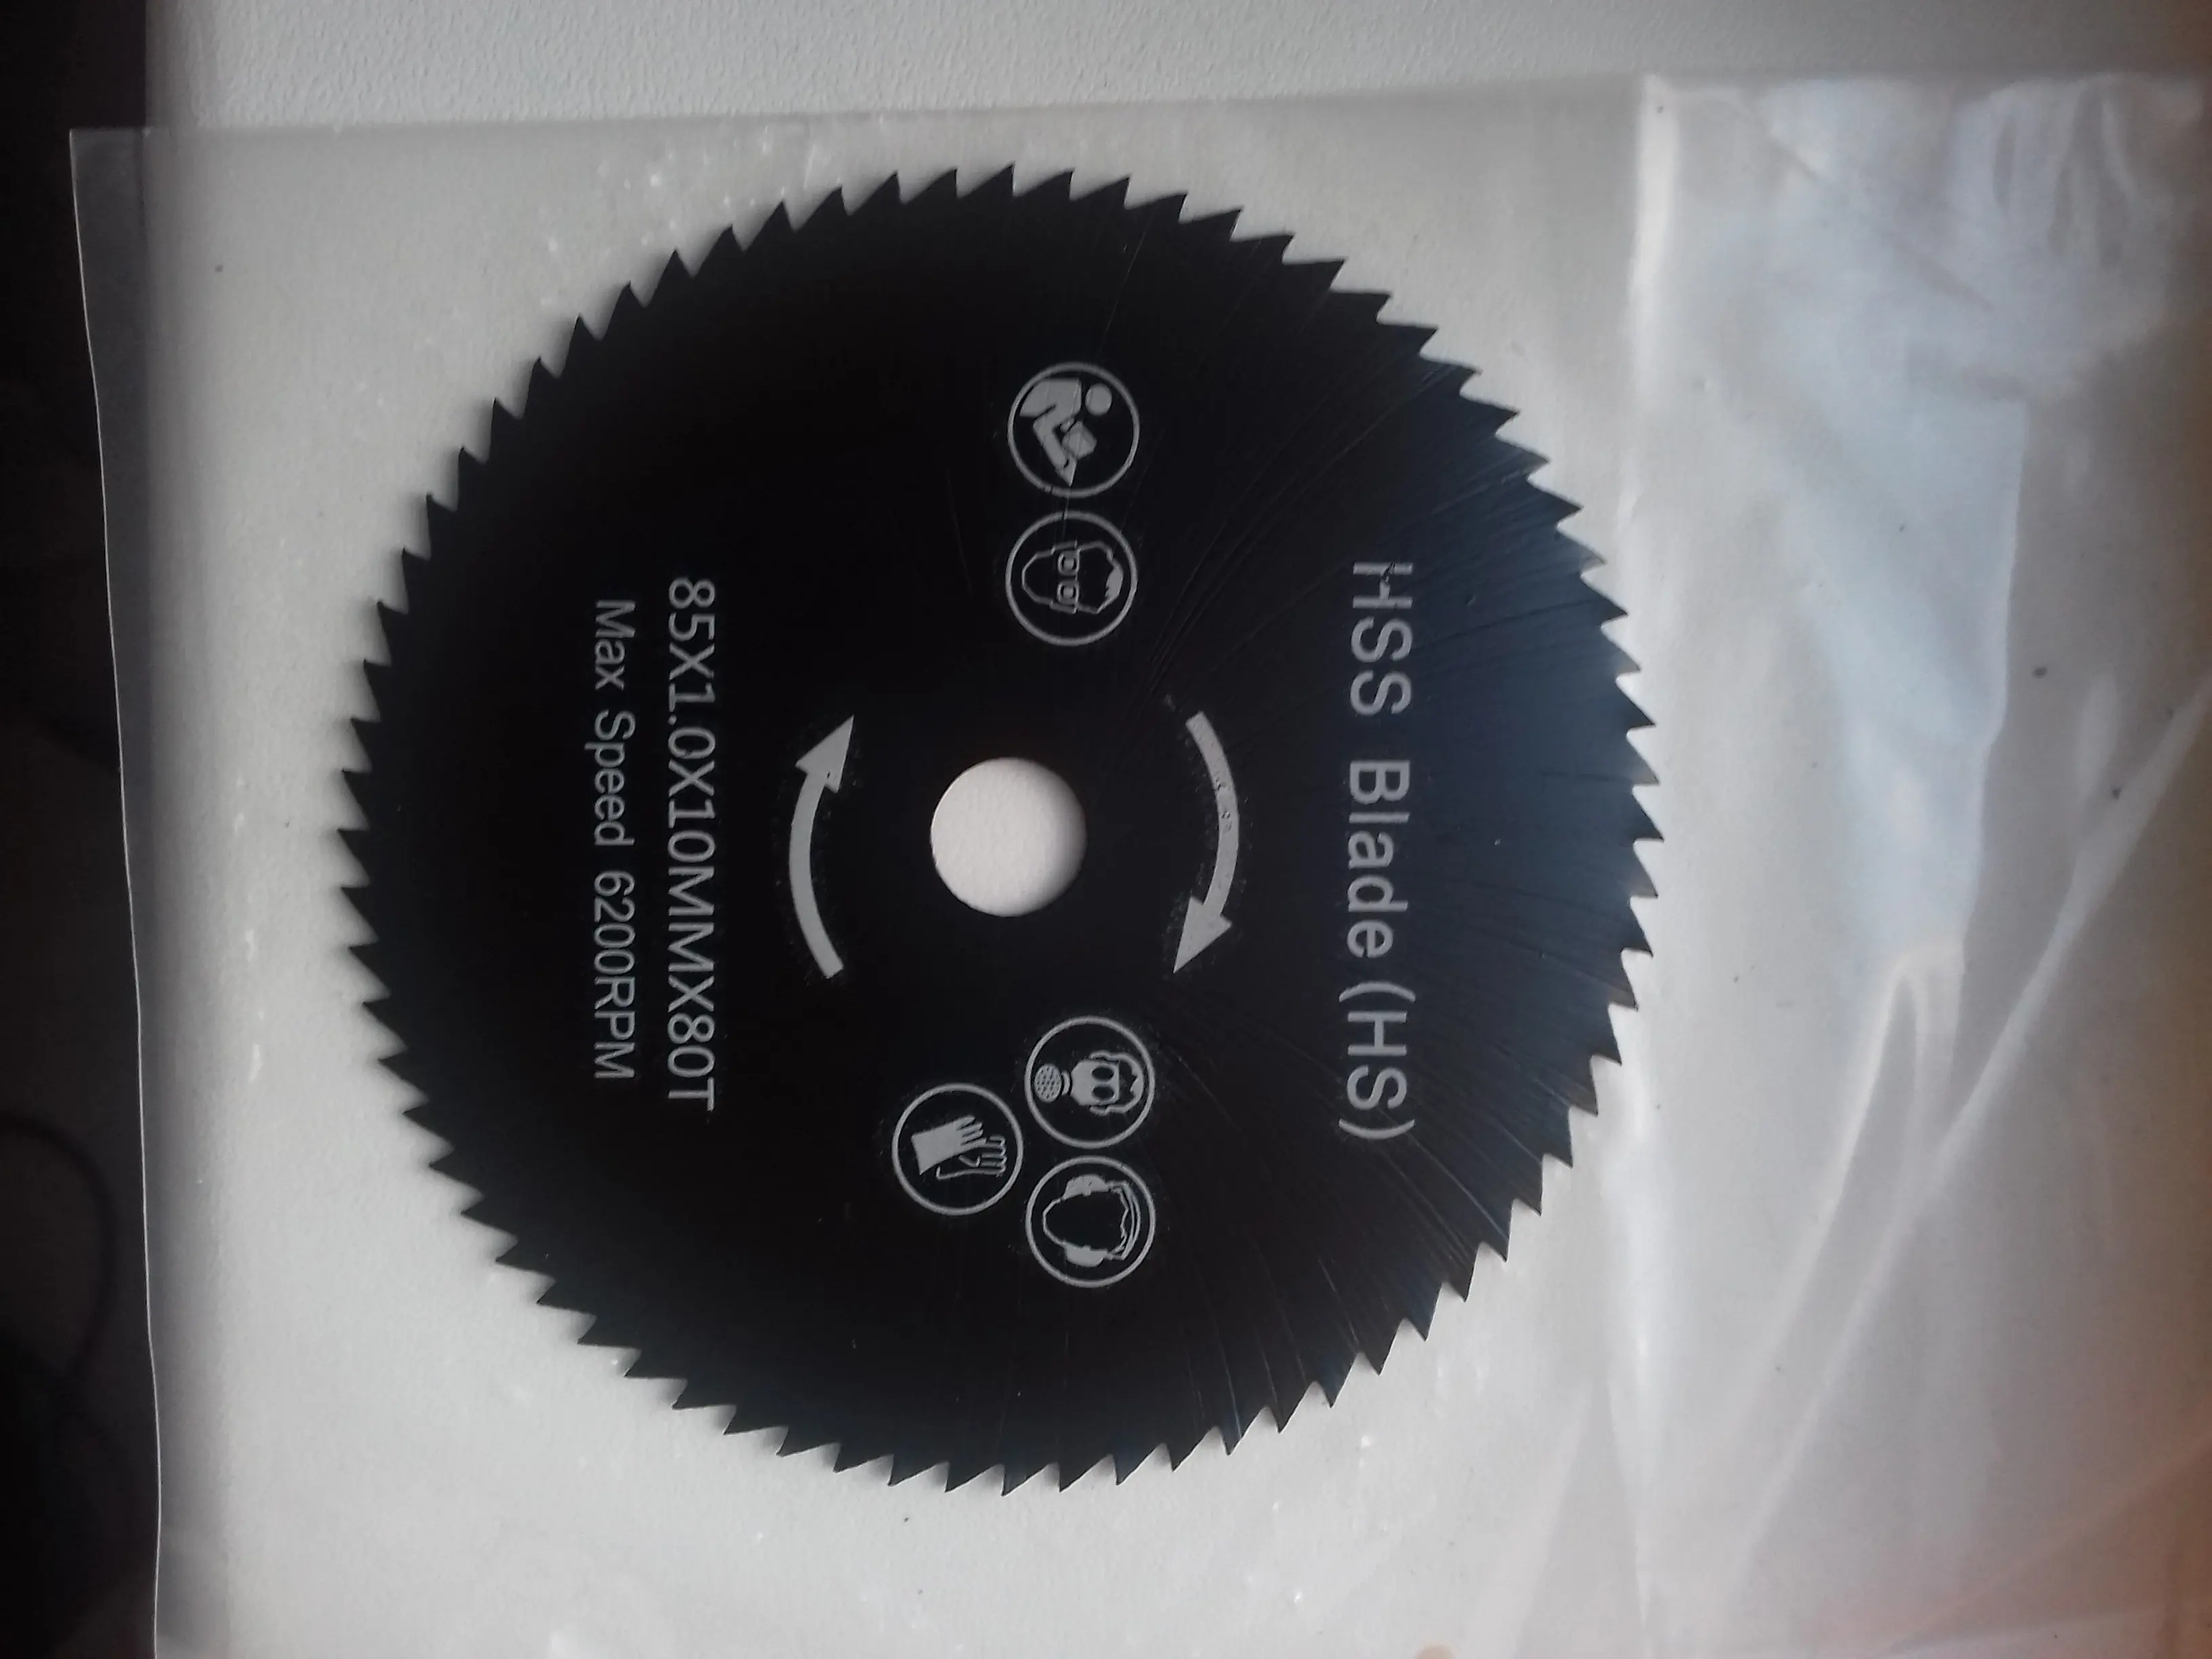 HSS Blade (HS)
85X1.0X10MMX80T
Max Speed 6200RPM